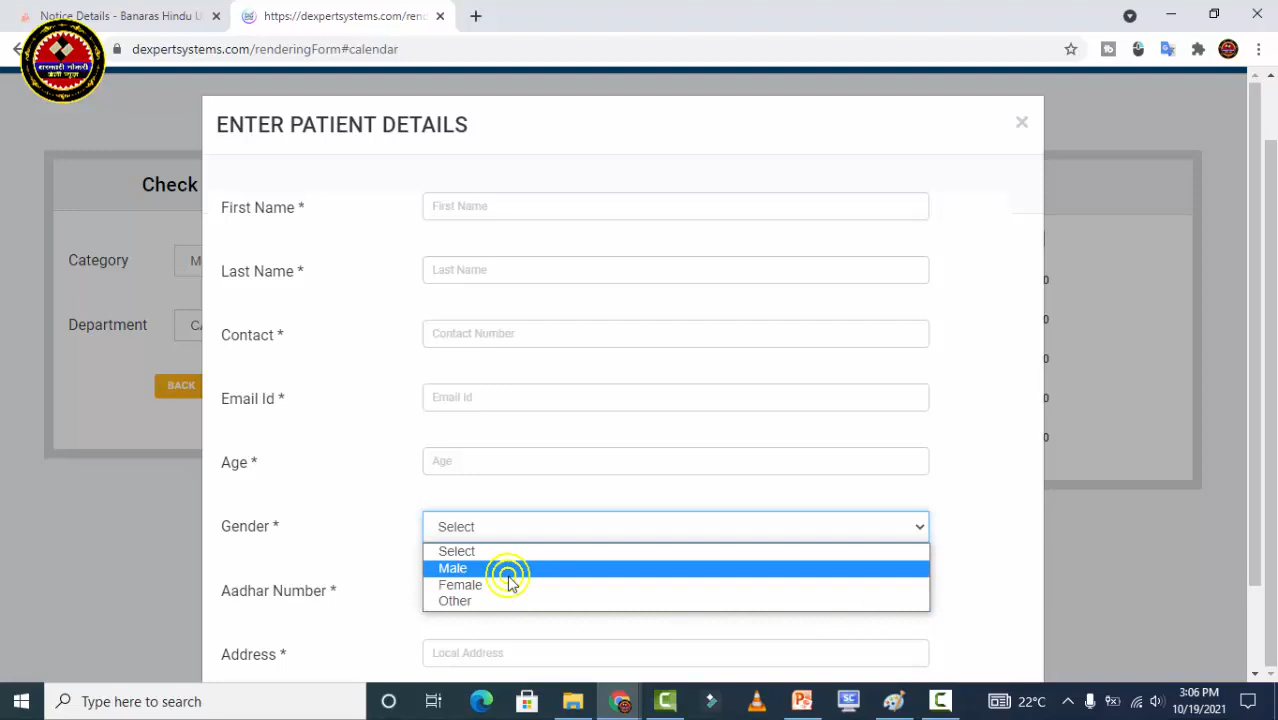 Notice Details - Banaras Hindu U
https://dexpertsystems.com/rend
dexpertsystems.com/renderingForm#calendar
सरकारी नौकरी
डेली न्यूज़
ENTER PATIENT DETAILS
Check
First Name *
First Name
Category
M
Last Name *
Last Name
Department
CA
Contact *
Contact Number
BACK
Email Id *
Email id
Age *
Age
Gender *
Select
Select
Male
Female
Other
Aadhar Number *
Address *
Local Address
Type here to search
22°C
3:06 PM
10/19/2021